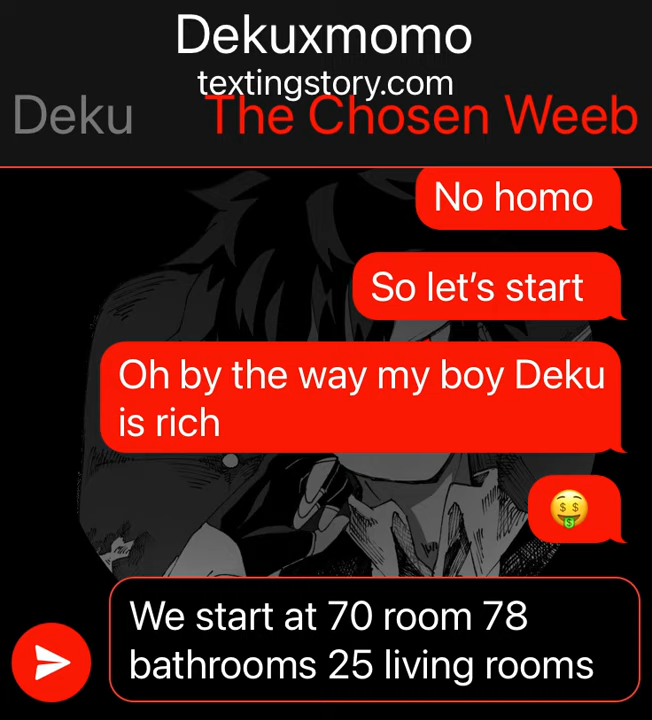 Dekuxmomo
textingstory.com
Deku The Chosen Weeb
No homo
So let’s start
Oh by the way my boy Deku
is rich
🤑
We start at 70 room 78
bathrooms 25 living rooms